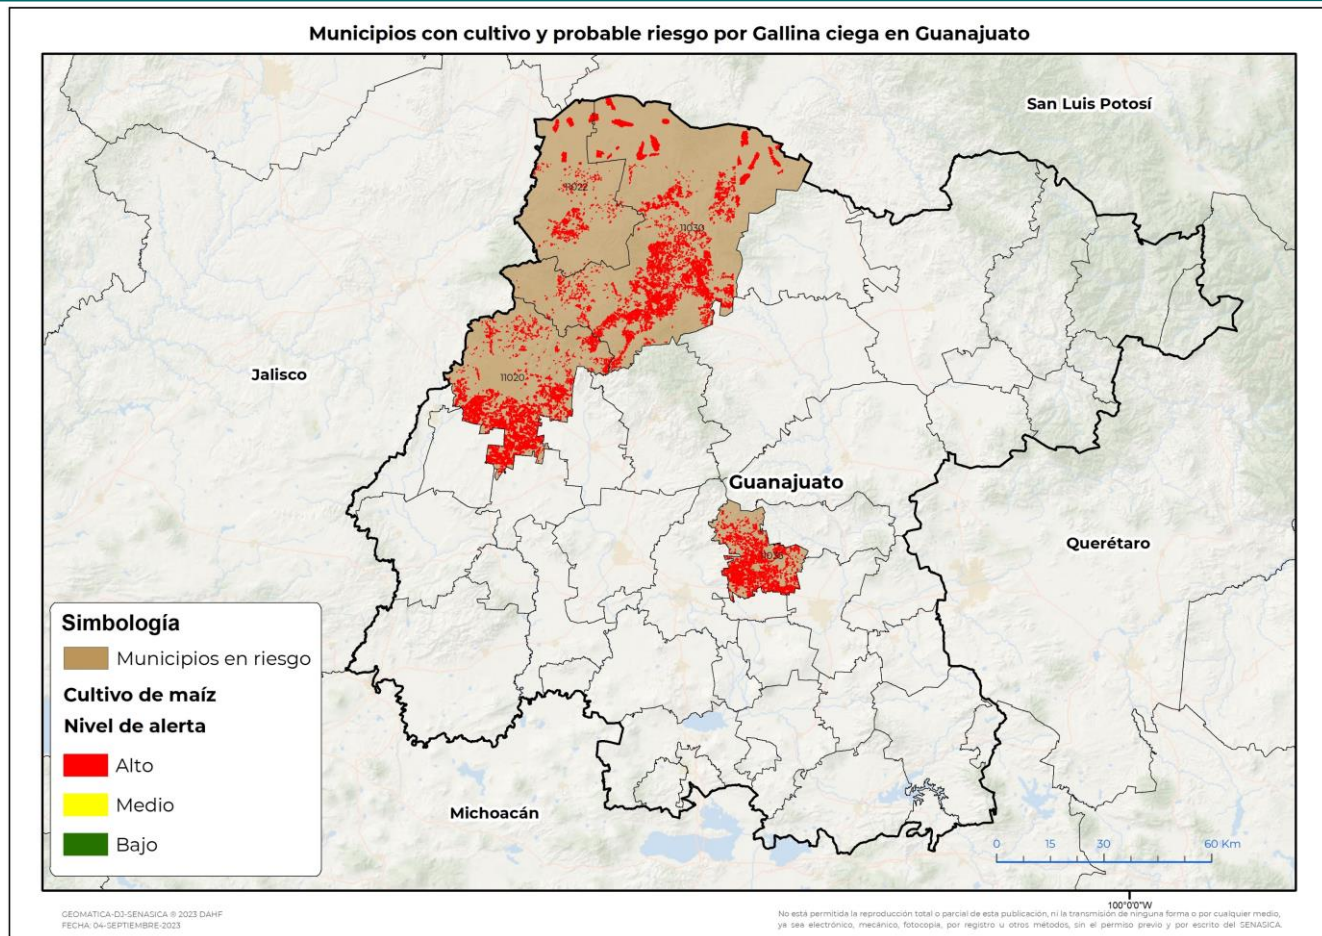 Municipios con cultivo y probable riesgo por Gallina ciega en Guanajuato
San Luis Potosí
11022
11030
Jalisco
11020
Guanajuato
Querétaro
Simbología
Municipios en riesgo
Cultivo de maíz
Nivel de alerta
Alto
Medio
Bajo
Michoacán
0 15 30 60 Km
100°0'0"W
GEOMATICA-DJ-SENASICA ® 2023 DAHF
FECHA: 04-SEPTIEMBRE-2023
No está permitida la reproducción total o parcial de esta publicación, ni la transmisión de ninguna forma o por cualquier medio,
ya sea electrónico, mecánico, fotocopia, por registro u otros métodos, sin el permiso previo y por escrito del SENASICA.